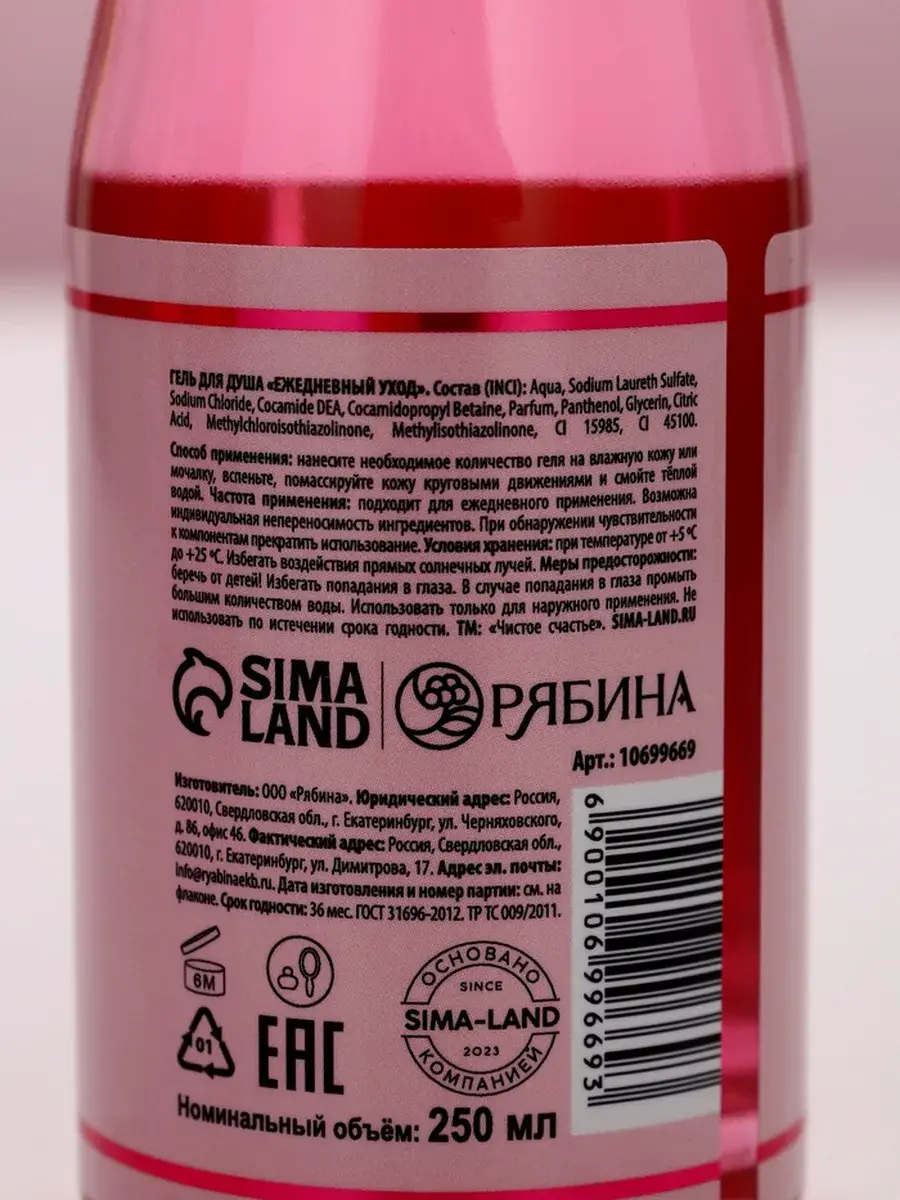 ГЕЛЬ ДЛЯ ДУША «ЕЖЕДНЕВНЫЙ УХОД». Состав (INCI): Aqua, Sodium Laureth Sulfate,
Sodium Chloride, Cocamide DEA, Cocamidopropyl Betaine, Parfum, Panthenol, Glycerin, Citric
Acid, Methylchloroisothiazolinone, Methylisothiazolinone, CI 15985, CI 45100.
Способ применения: нанесите необходимое количество геля на влажную кожу или
мочалку, вспеньте, помассируйте кожу круговыми движениями и смойте тёплой
водой. Частота применения: подходит для ежедневного применения. Возможна
индивидуальная непереносимость ингредиентов. При обнаружении чувствительности
к компонентам прекратить использование. Условия хранения: при температуре от +5 °C
до +25 °C. Избегать воздействия прямых солнечных лучей. Меры предосторожности:
беречь от детей! Избегать попадания в глаза. В случае попадания в глаза промыть
большим количеством воды. Использовать только для наружного применения. Не
использовать по истечении срока годности. ТМ: «Чистое счастье». SIMA-LAND.RU
SIMA
LAND
РЯБИНА
Арт.: 10699669
Изготовитель: ООО «Рябина». Юридический адрес: Россия,
620010, Свердловская обл., г. Екатеринбург, ул. Черняховского,
д. 86, офис 46. Фактический адрес: Россия, Свердловская обл.,
620010, г. Екатеринбург, ул. Димитрова, 17. Адрес эл. почты:
info@ryabinaekb.ru. Дата изготовления и номер партии: см. на
флаконе. Срок годности: 36 мес. ГОСТ 31696-2012. ТР ТС 009/2011.
6 900106 996693
6М
01
EAC
ОСНОВАНО
SINCE
SIMA-LAND
2023
КОМПАНИЕЙ
Номинальный объём: 250 мл